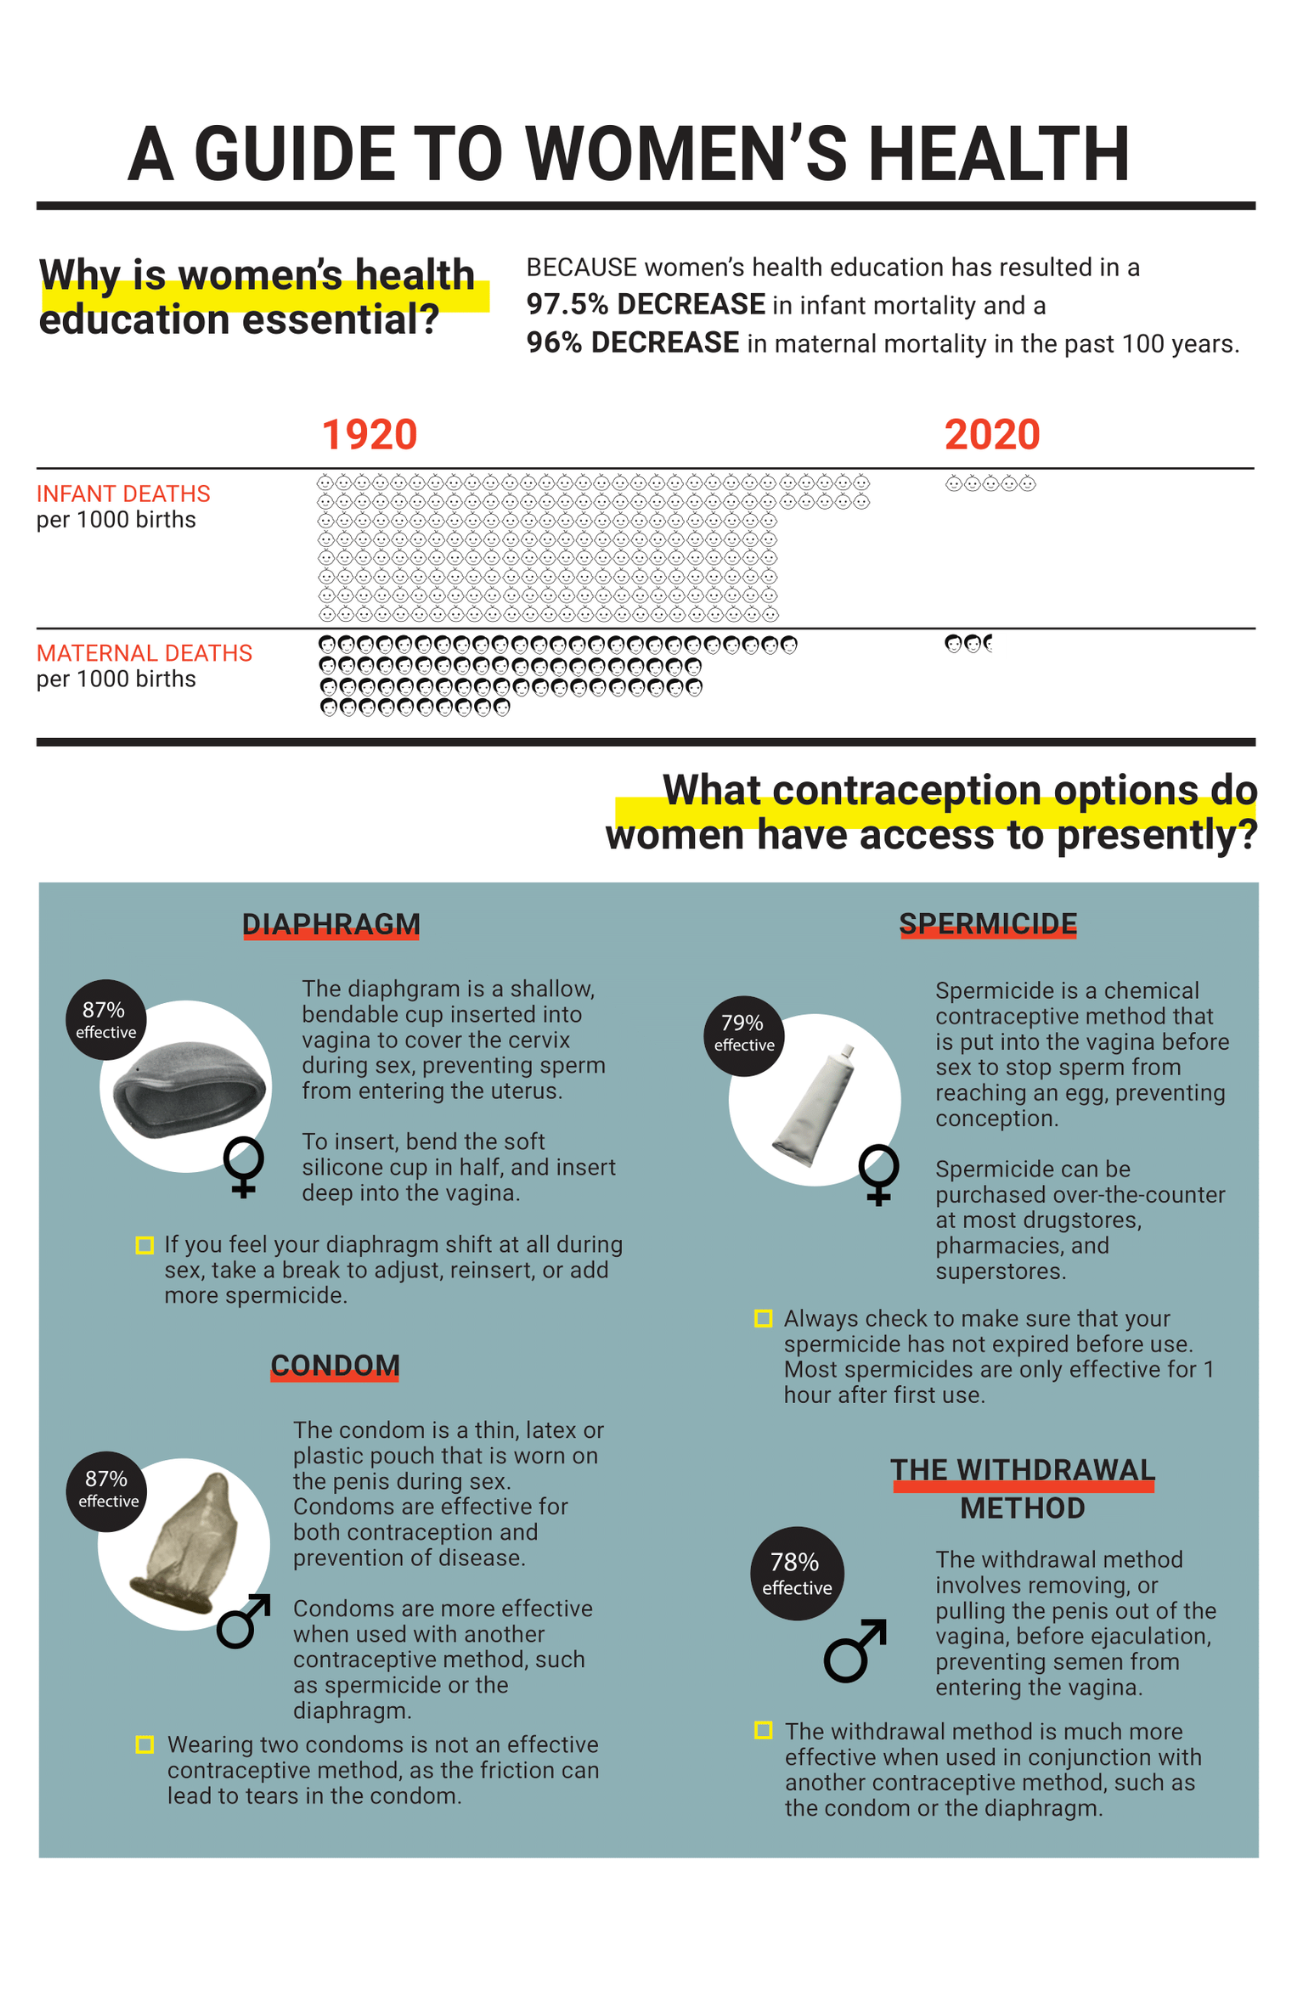 A GUIDE TO WOMEN'S HEALTH
Why is women's health
education essential?
BECAUSE women's health education has resulted in a
97.5% DECREASE in infant mortality and a
96% DECREASE in maternal mortality in the past 100 years.
1920
2020
INFANT DEATHS
per 1000 births
MATERNAL DEATHS
per 1000 births
What contraception options do
women have access to presently?
DIAPHRAGM
87%
effective
The diaphgram is a shallow,
bendable cup inserted into
vagina to cover the cervix
during sex, preventing sperm
from entering the uterus.
To insert, bend the soft
silicone cup in half, and insert
deep into the vagina.
If you feel your diaphragm shift at all during
sex, take a break to adjust, reinsert, or add
more spermicide.
CONDOM
87%
effective
The condom is a thin, latex or
plastic pouch that is worn on
the penis during sex.
Condoms are effective for
both contraception and
prevention of disease.
Condoms are more effective
when used with another
contraceptive method, such
as spermicide or the
diaphragm.
Wearing two condoms is not an effective
contraceptive method, as the friction can
lead to tears in the condom.
SPERMICIDE
79%
effective
Spermicide is a chemical
contraceptive method that
is put into the vagina before
sex to stop sperm from
reaching an egg, preventing
conception.
Spermicide can be
purchased over-the-counter
at most drugstores,
pharmacies, and
superstores.
Always check to make sure that your
spermicide has not expired before use.
Most spermicides are only effective for 1
hour after first use.
THE WITHDRAWAL
METHOD
78%
effective
The withdrawal method
involves removing, or
pulling the penis out of the
vagina, before ejaculation,
preventing semen from
entering the vagina.
The withdrawal method is much more
effective when used in conjunction with
another contraceptive method, such as
the condom or the diaphragm.